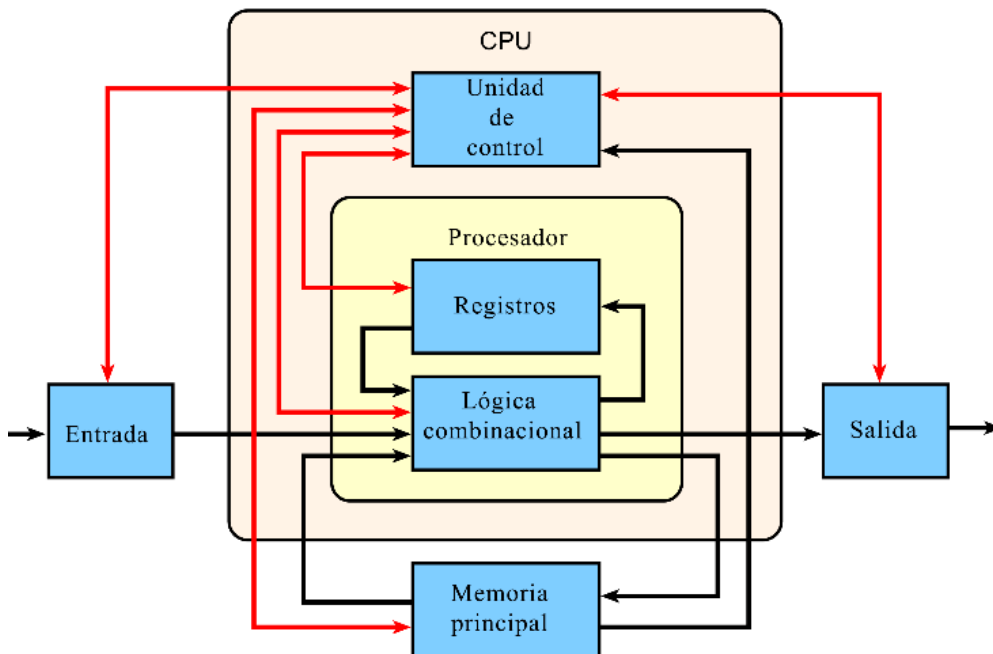 CPU
Unidad
de
control
Procesador
Registros
Lógica
combinacional
Entrada
Salida
Memoria
principal